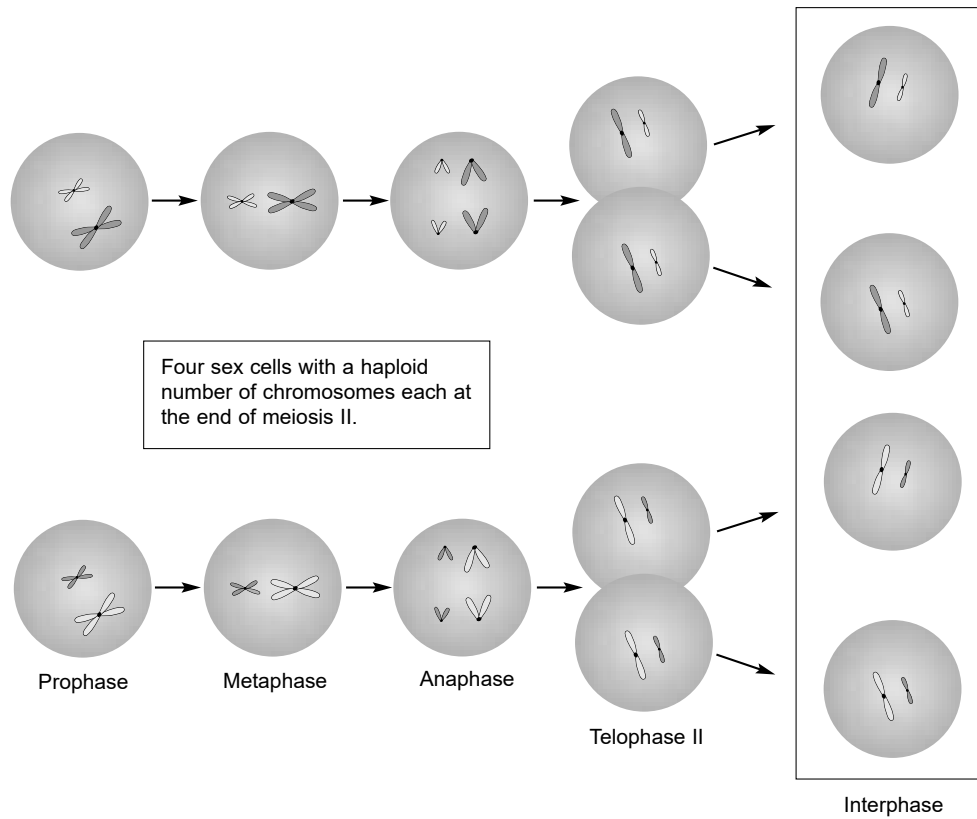 Four sex cells with a haploid
number of chromosomes each at
the end of meiosis II.
Prophase
Metaphase
Anaphase
Telophase II
Interphase